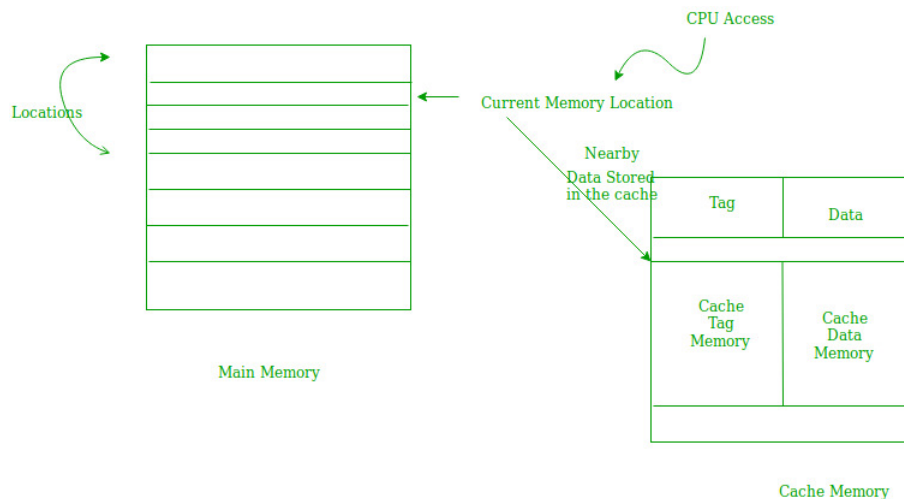 CPU Access
Locations
Current Memory Location
Nearby
Data Stored
in the cache
Tag
Data
Cache
Tag
Memory
Cache
Data
Memory
Main Memory
Cache Memory